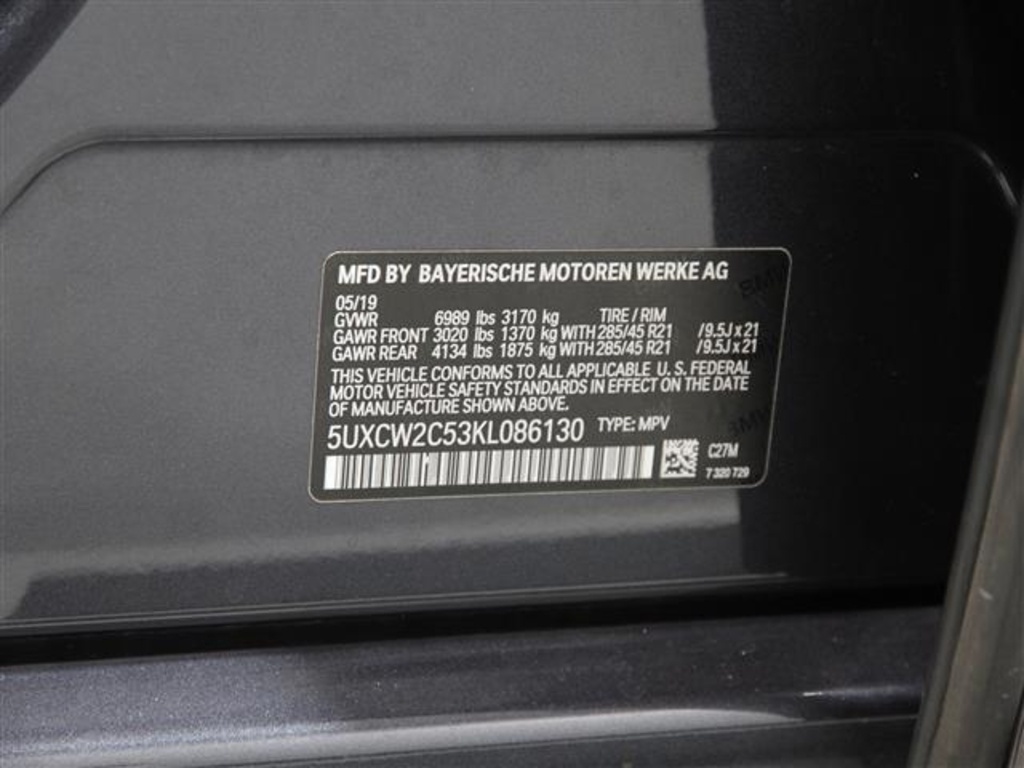 MFD BY BAYERISCHE MOTOREN WERKE AG
05/19
GVWR 6989 lbs 3170 kg TIRE / RIM
GAWR FRONT 3020 lbs 1370 kg WITH 285/45 R21 /9.5J x 21
GAWR REAR 4134 lbs 1875 kg WITH 285/45 R21 /9.5J x 21
THIS VEHICLE CONFORMS TO ALL APPLICABLE U. S. FEDERAL
MOTOR VEHICLE SAFETY STANDARDS IN EFFECT ON THE DATE
OF MANUFACTURE SHOWN ABOVE.
5UXCW2C53KL086130 TYPE: MPV
C27M
7 320 729